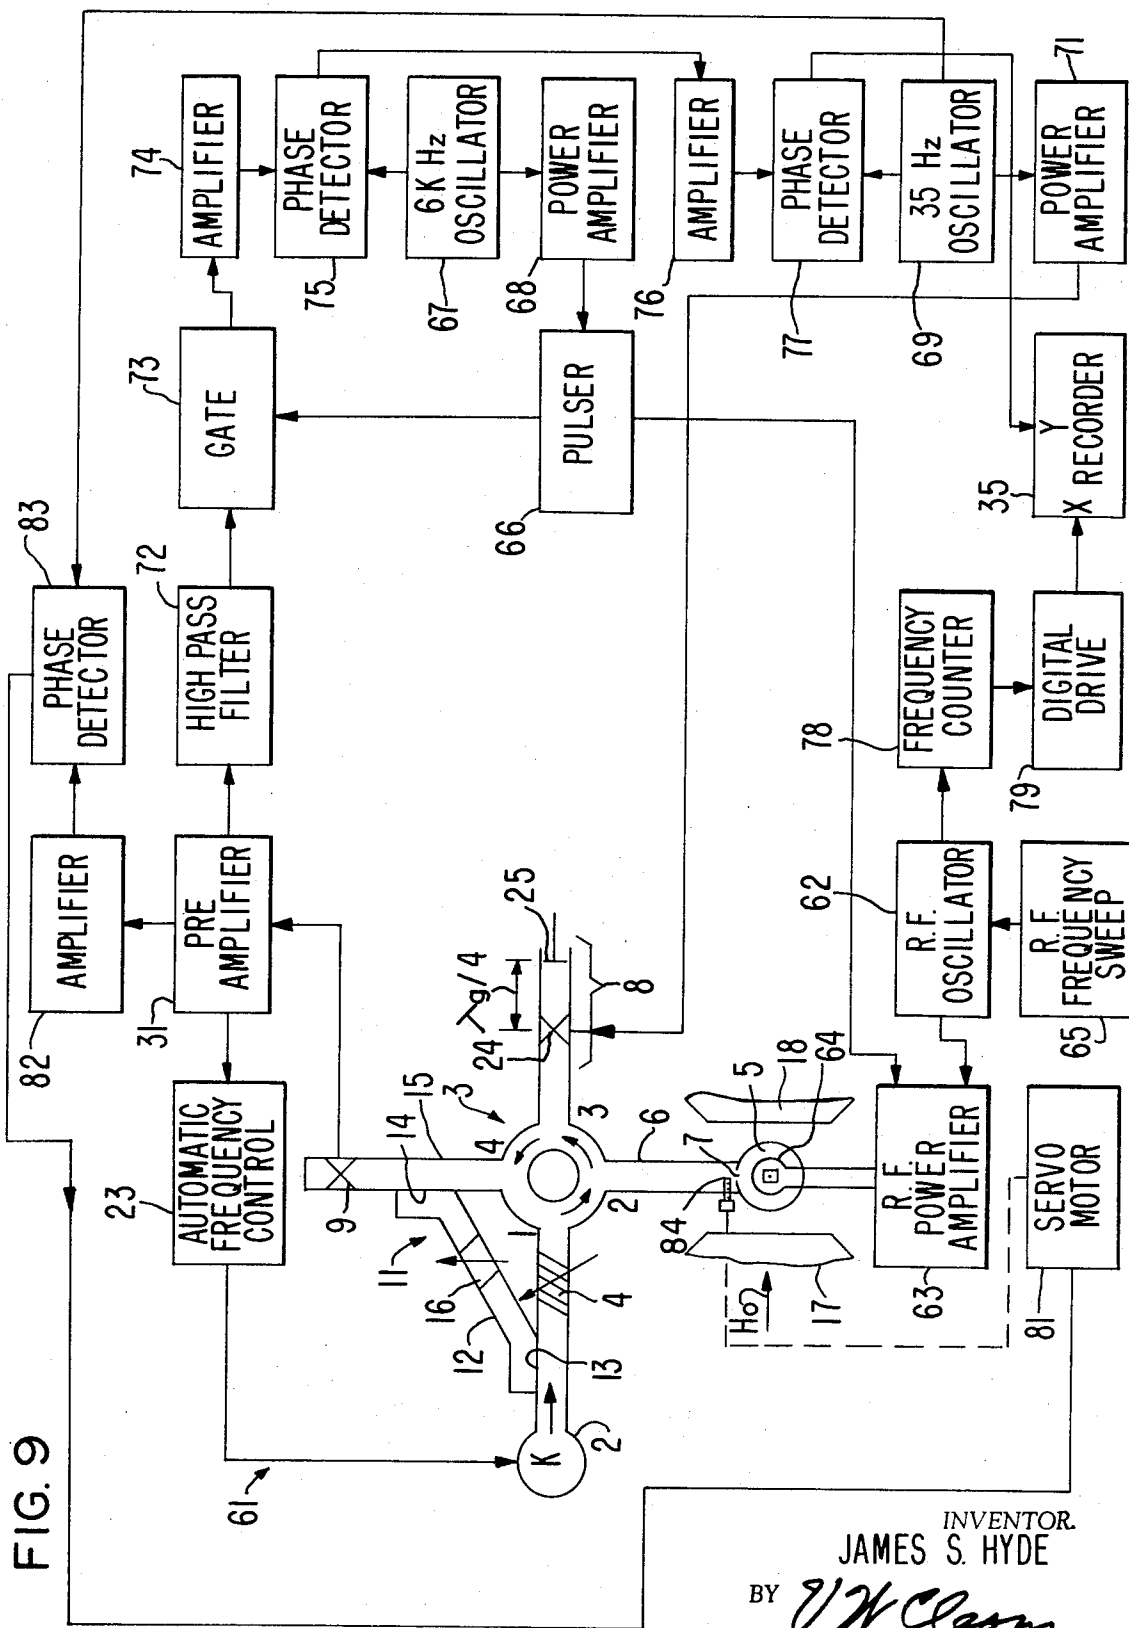 FIG. 9
61
23
AUTOMATIC
FREQUENCY
CONTROL
31
PRE
AMPLIFIER
82
AMPLIFIER
83
PHASE
DETECTOR
72
HIGH PASS
FILTER
73
GATE
74
AMPLIFIER
75
PHASE
DETECTOR
67
6K Hz
OSCILLATOR
68
POWER
AMPLIFIER
66
PULSER
76
AMPLIFIER
77
PHASE
DETECTOR
69
35 Hz
OSCILLATOR
71
POWER
AMPLIFIER
35
Y
X RECORDER
78
FREQUENCY
COUNTER
79
DIGITAL
DRIVE
62
R.F.
OSCILLATOR
65
R.F.
FREQUENCY
SWEEP
63
R.F.
POWER
AMPLIFIER
81
SERVO
MOTOR
K
2
13
12
16
11
14
15
9
4
1
4
3
3
2
6
24
25
λg/4
8
84
7
5
64
18
17
Ho
INVENTOR.
JAMES S. HYDE
BY